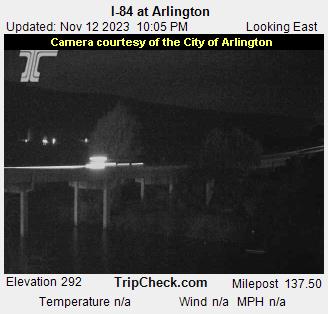 I-84 at Arlington
Updated: Nov 12 2023 10:05 PM Looking East
Camera courtesy of the City of Arlington
Elevation 292 TripCheck.com Milepost 137.50
Temperature n/a Wind n/a MPH n/a